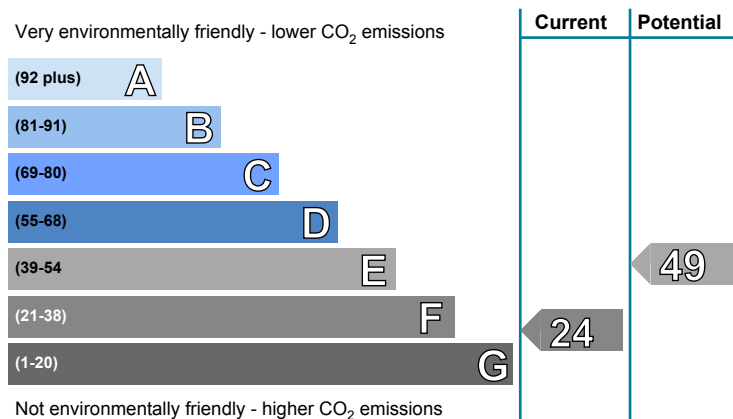 Current Potential
Very environmentally friendly - lower CO₂ emissions
(92 plus) A
(81-91) B
(69-80) C
(55-68) D
(39-54 E
49
(21-38) F
24
(1-20) G
Not environmentally friendly - higher CO₂ emissions